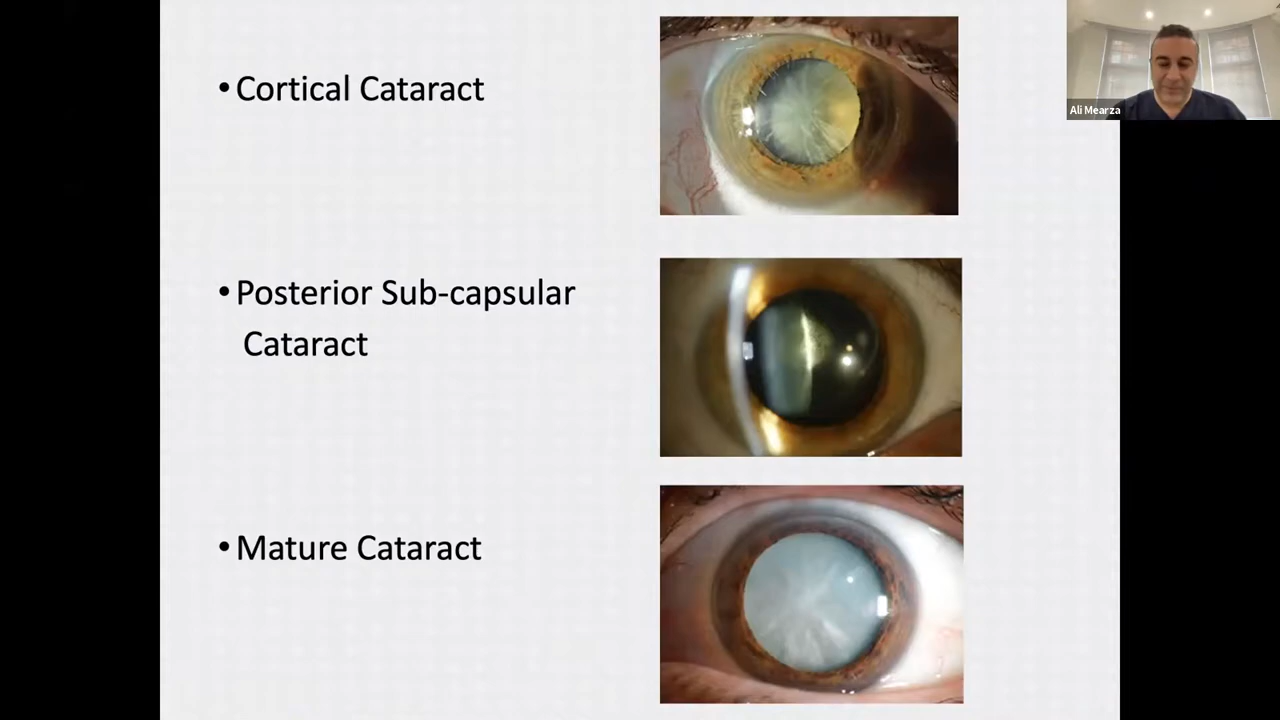 • Cortical Cataract
Ali Mearza
• Posterior Sub-capsular
Cataract
• Mature Cataract